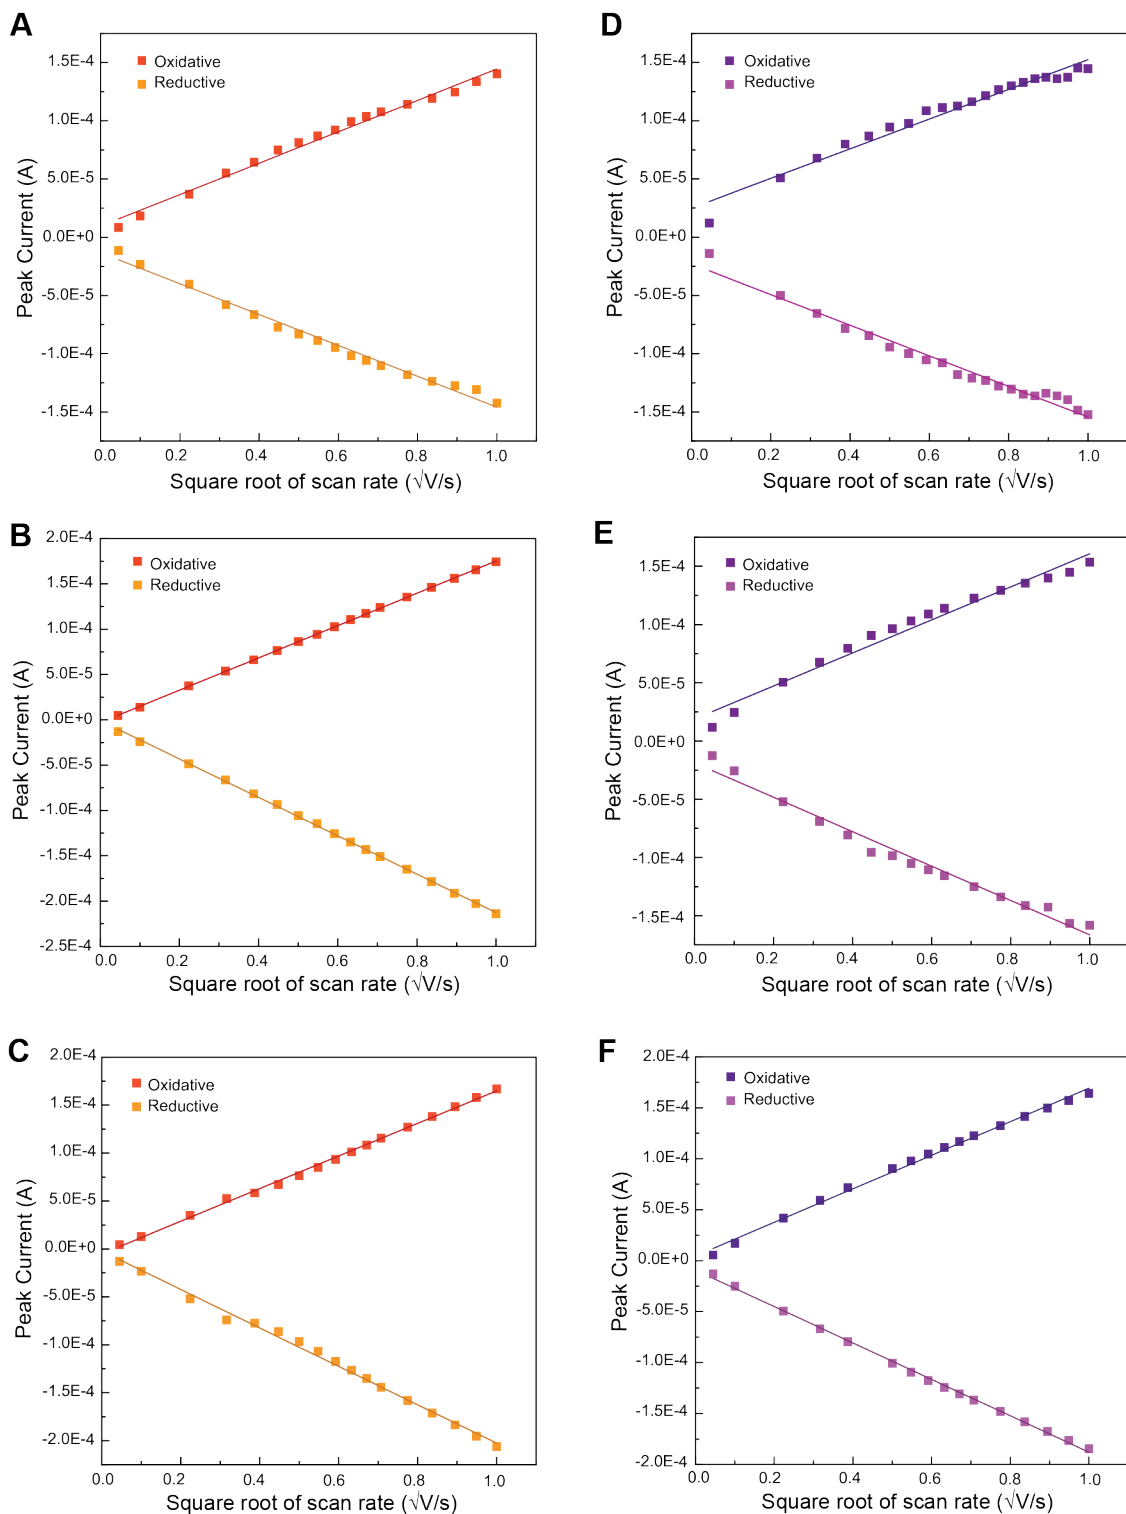 A
Oxidative
Reductive
1.5E-4
1.0E-4
5.0E-5
0.0E+0
-5.0E-5
-1.0E-4
-1.5E-4
Peak Current (A)
0.0 0.2 0.4 0.6 0.8 1.0
Square root of scan rate (√V/s)
D
Oxidative
Reductive
1.5E-4
1.0E-4
5.0E-5
0.0E+0
-5.0E-5
-1.0E-4
-1.5E-4
Peak Current (A)
0.0 0.2 0.4 0.6 0.8 1.0
Square root of scan rate (√V/s)
B
Oxidative
Reductive
2.0E-4
1.5E-4
1.0E-4
5.0E-5
0.0E+0
-5.0E-5
-1.0E-4
-1.5E-4
-2.0E-4
-2.5E-4
Peak Current (A)
0.0 0.2 0.4 0.6 0.8 1.0
Square root of scan rate (√V/s)
E
Oxidative
Reductive
1.5E-4
1.0E-4
5.0E-5
0.0E+0
-5.0E-5
-1.0E-4
-1.5E-4
Peak Current (A)
0.0 0.2 0.4 0.6 0.8 1.0
Square root of scan rate (√V/s)
C
Oxidative
Reductive
2.0E-4
1.5E-4
1.0E-4
5.0E-5
0.0E+0
-5.0E-5
-1.0E-4
-1.5E-4
-2.0E-4
Peak Current (A)
0.0 0.2 0.4 0.6 0.8 1.0
Square root of scan rate (√V/s)
F
Oxidative
Reductive
2.0E-4
1.5E-4
1.0E-4
5.0E-5
0.0E+0
-5.0E-5
-1.0E-4
-1.5E-4
-2.0E-4
Peak Current (A)
0.0 0.2 0.4 0.6 0.8 1.0
Square root of scan rate (√V/s)